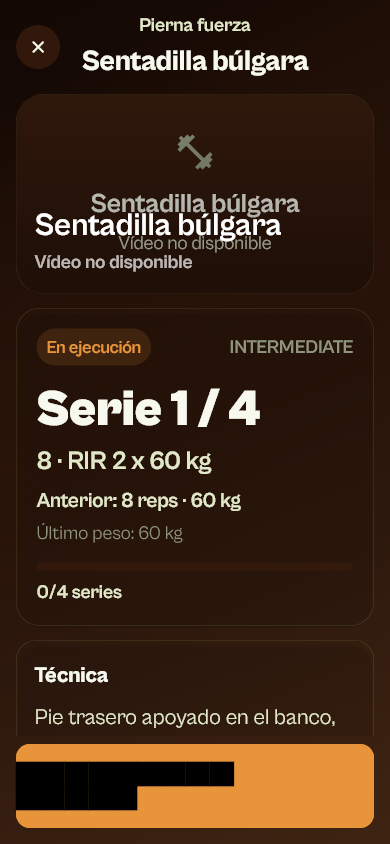 Pierna fuerza
Sentadilla búlgara
Sentadilla búlgara
Sentadilla búlgara
Vídeo no disponible
Vídeo no disponible
En ejecución
INTERMEDIATE
Serie 1 / 4
8 · RIR 2 x 60 kg
Anterior: 8 reps · 60 kg
Último peso: 60 kg
0/4 series
Técnica
Pie trasero apoyado en el banco,